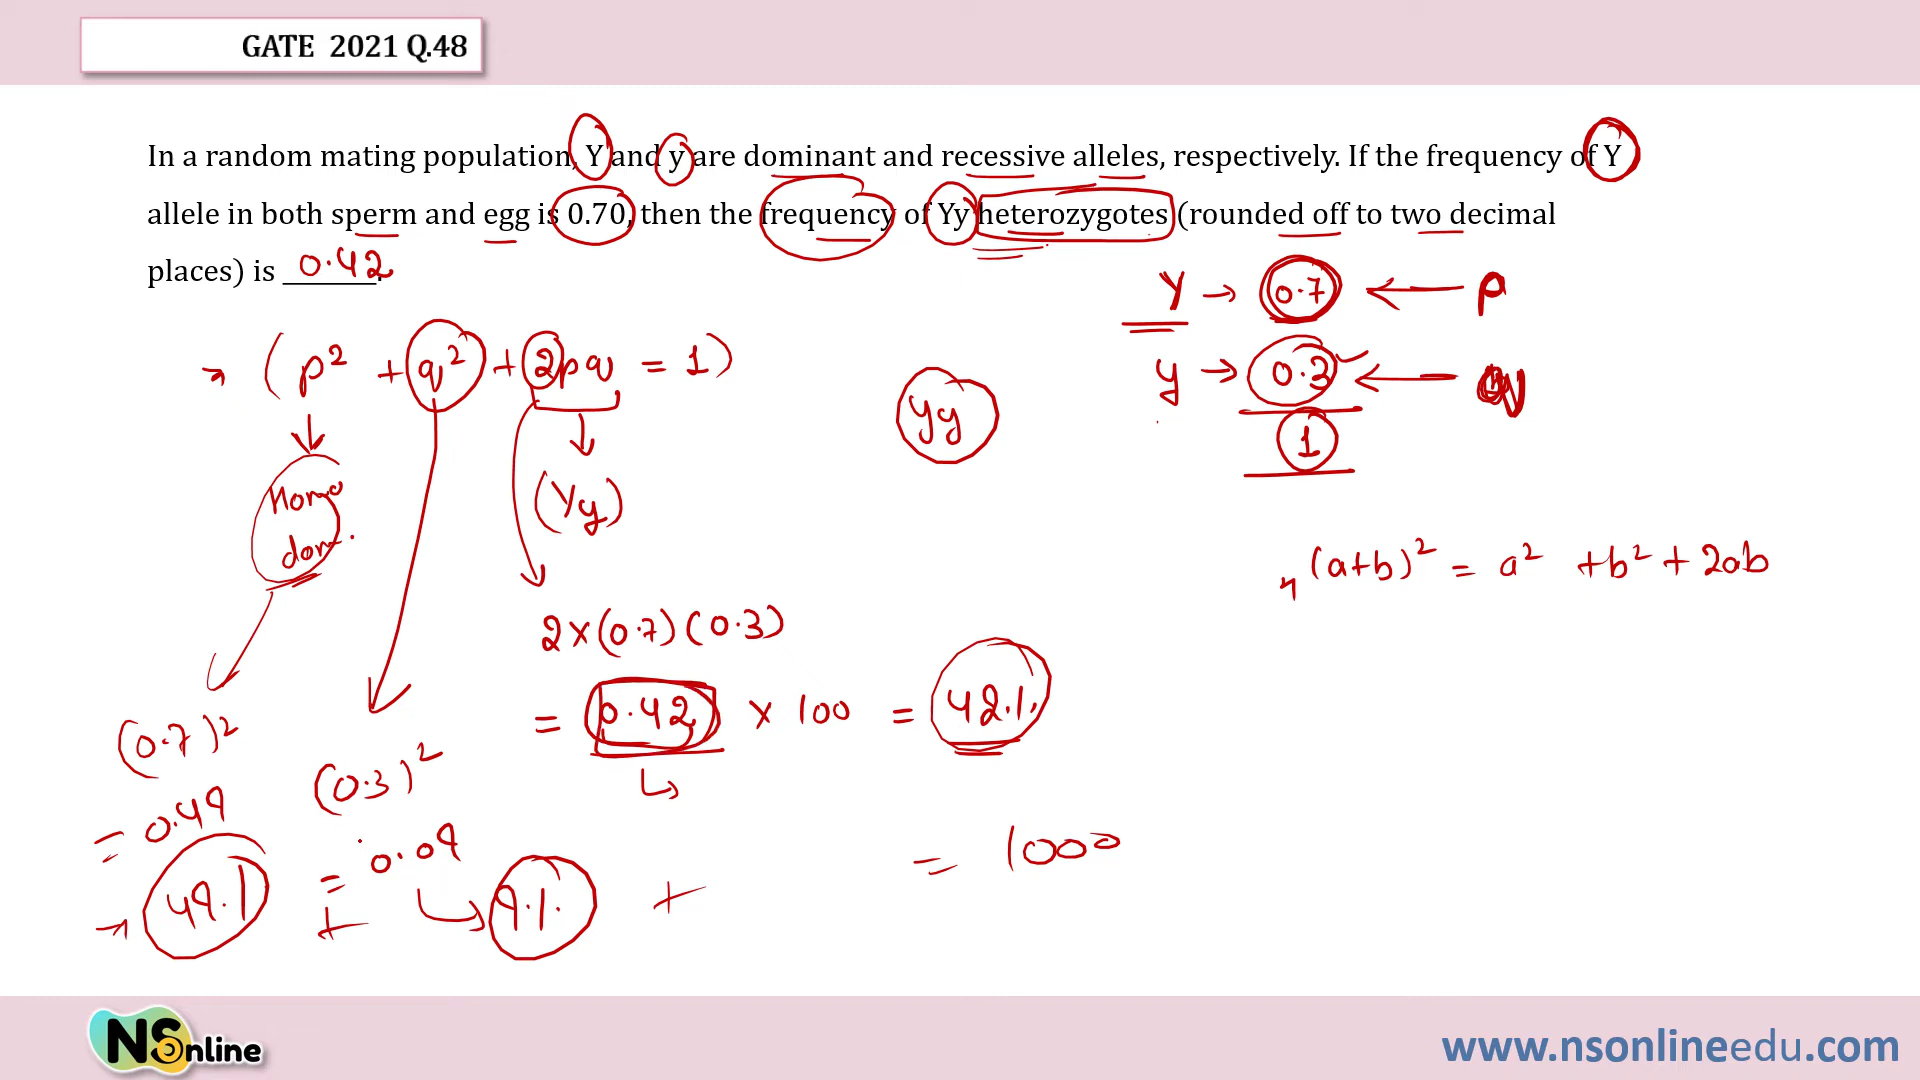 GATE 2021 Q.48
In a random mating population, Y and y are dominant and recessive alleles, respectively. If the frequency of Y
allele in both sperm and egg is 0.70, then the frequency of Yy heterozygotes (rounded off to two decimal
places) is ______.
0.42
Y → 0.7 ← p
→ (p² + q² + 2pq = 1)
y → 0.3 ← q
1
yy
Homo
dom.
(Yy)
(a+b)² = a² + b² + 2ab
2×(0.7)(0.3)
= 0.42 × 100 = 42%
(0.7)²
(0.3)²
= 0.49
= 0.09
= 1000
→ 49% + 9% +
NSOnline
www.nsonlineedu.com